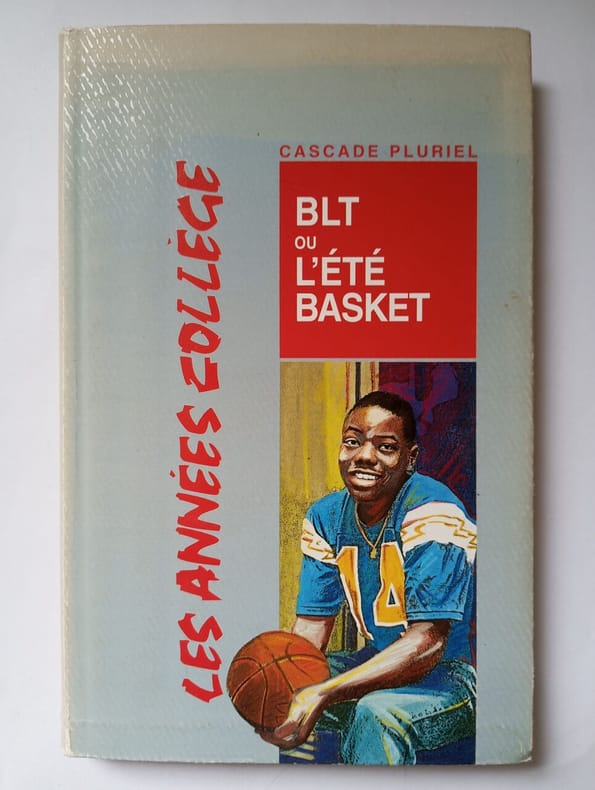 CASCADE PLURIEL
BLT
OU
L'ÉTÉ
BASKET
LES ANNÉES COLLÈGE
14